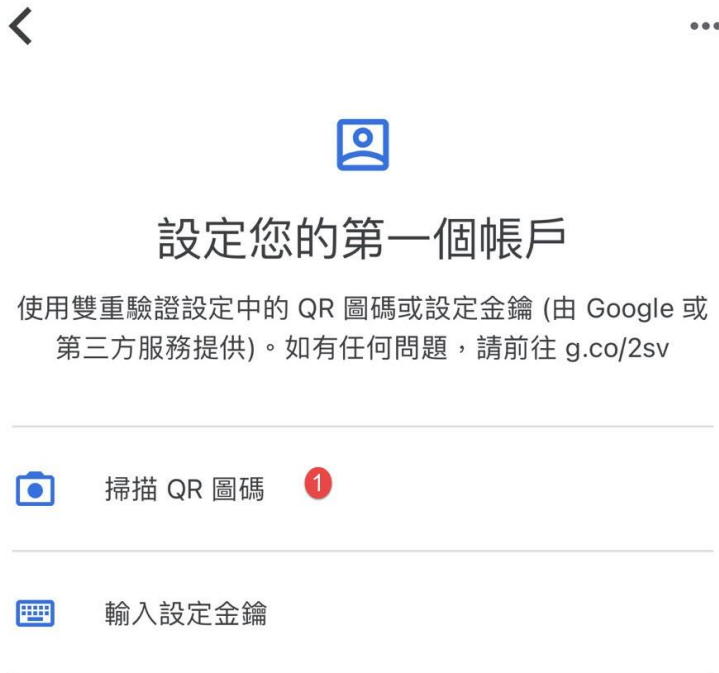 設定您的第一個帳戶
使用雙重驗證設定中的 QR 圖碼或設定金鑰 (由 Google 或
第三方服務提供)。如有任何問題，請前往 g.co/2sv
掃描 QR 圖碼 1
輸入設定金鑰